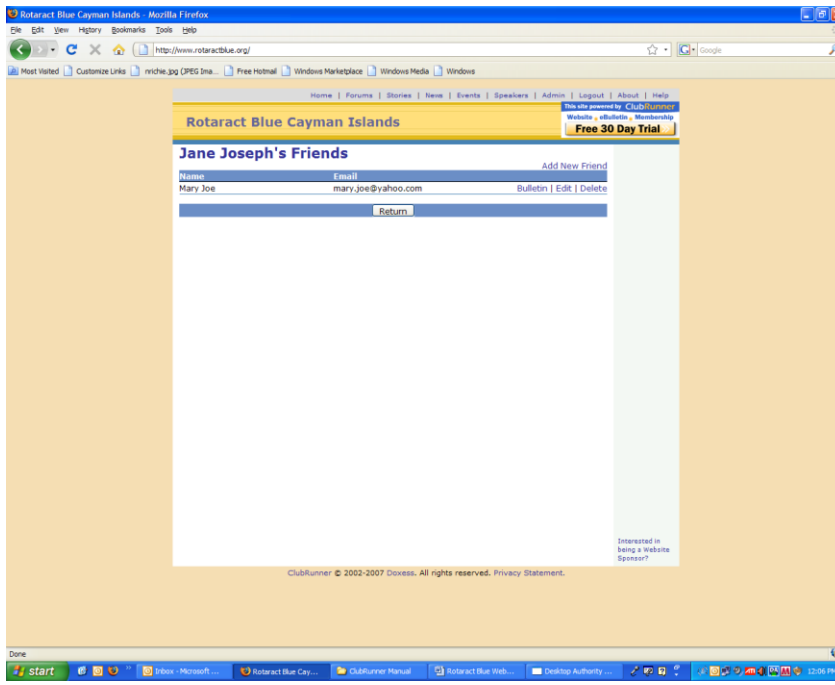 Rotaract Blue Cayman Islands - Mozilla Firefox
File Edit View History Bookmarks Tools Help
http://www.rotaractblue.org/
Google
Most Visited Customize Links nrichie.jpg (JPEG Ima... Free Hotmail Windows Marketplace Windows Media Windows
Home | Forums | Stories | News | Events | Speakers | Admin | Logout | About | Help
This site powered by ClubRunner
Website , eBulletin , Membership
Free 30 Day Trial
Rotaract Blue Cayman Islands
Jane Joseph's Friends
Add New Friend
Name Email
Mary Joe mary.joe@yahoo.com Bulletin | Edit | Delete
Return
Interested in
being a Website
Sponsor?
ClubRunner © 2002-2007 Doxess. All rights reserved. Privacy Statement.
Done
start Inbox - Microsoft ... Rotaract Blue Cay... ClubRunner Manual Rotaract Blue Web... Desktop Authority ... 12:06 PM